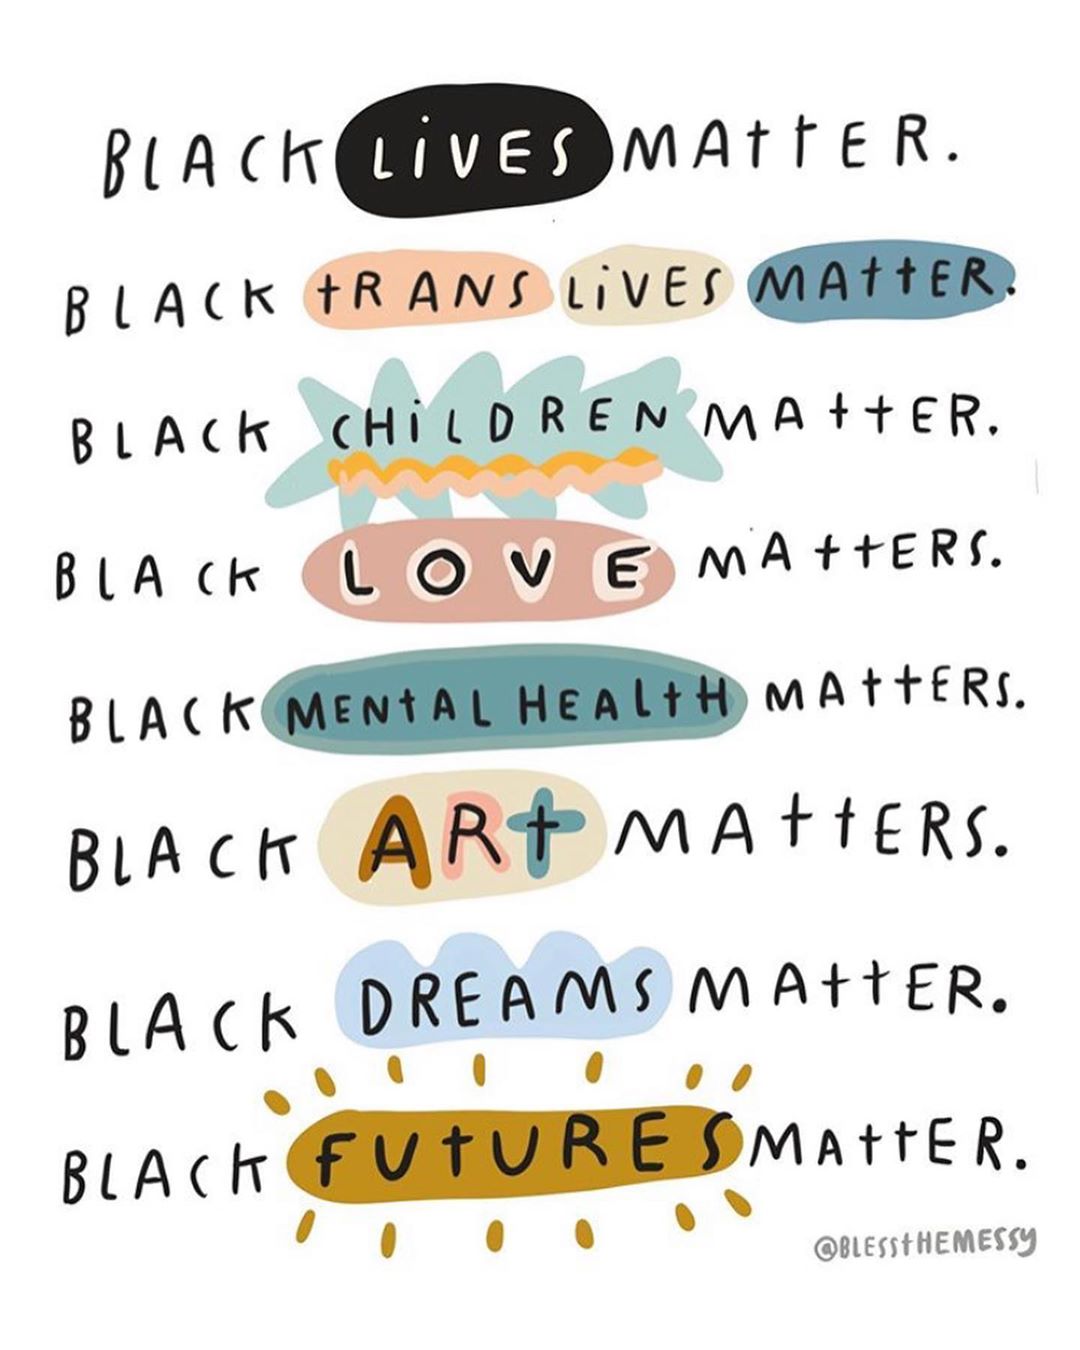 BLACK LIVES MATTER.
BLACK TRANS LIVES MATTER.
BLACK CHILDREN MATTER.
BLACK LOVE MATTERS.
BLACK MENTAL HEALTH MATTERS.
BLACK ART MATTERS.
BLACK DREAMS MATTER.
BLACK FUTURES MATTER.
@BLESSTHEMESSY